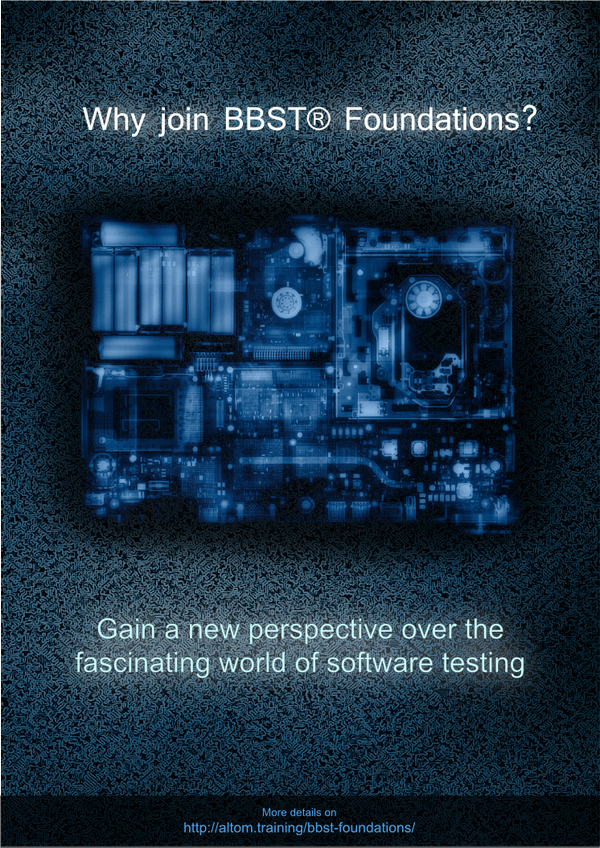 Why join BBST® Foundations?
Gain a new perspective over the
fascinating world of software testing
More details on
http://altom.training/bbst-foundations/